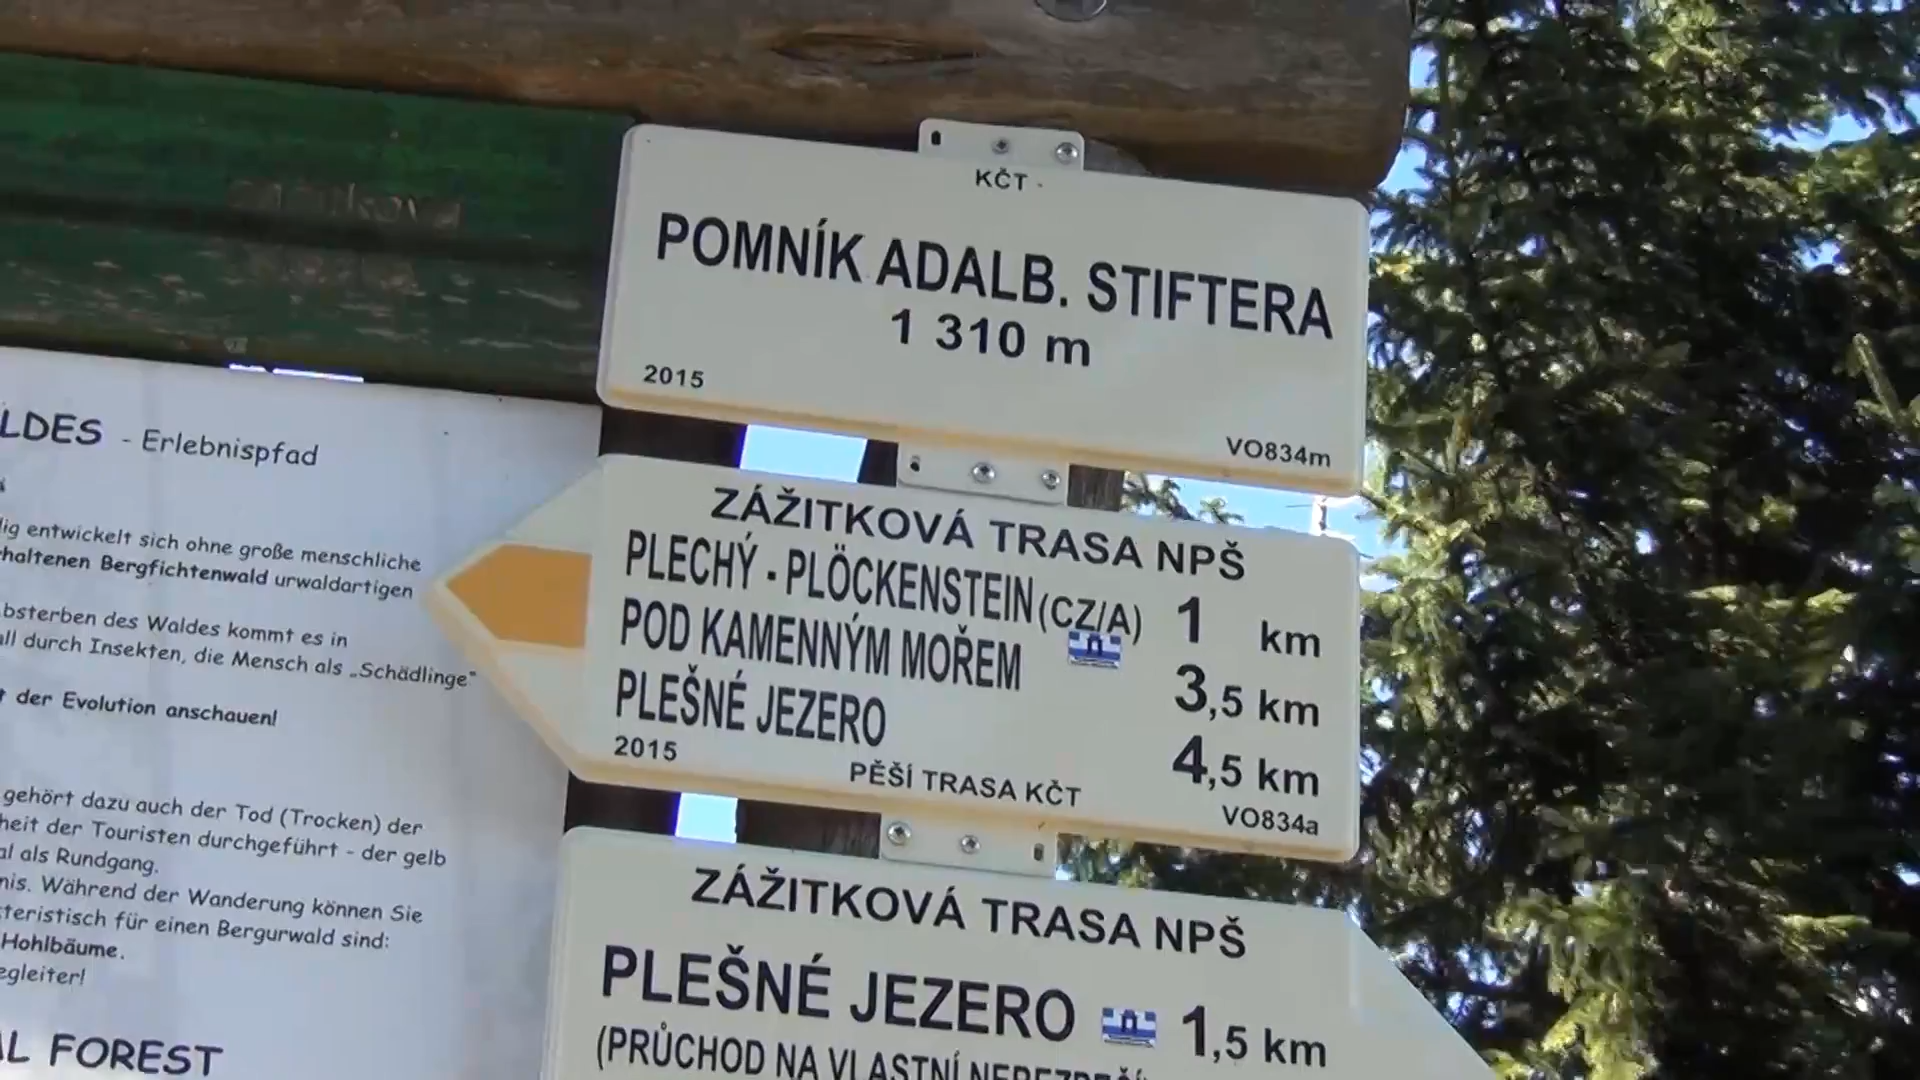 KČT
POMNÍK ADALB. STIFTERA
1 310 m
2015
VO834m
ZÁŽITKOVÁ TRASA NPŠ
PLECHÝ - PLÖCKENSTEIN (CZ/A) 1 km
POD KAMENNÝM MOŘEM 3,5 km
PLEŠNÉ JEZERO 4,5 km
2015 PĚŠÍ TRASA KČT VO834a
ZÁŽITKOVÁ TRASA NPŠ
PLEŠNÉ JEZERO 1,5 km
(PRŮCHOD NA VLASTNÍ
LDES - Erlebnispfad
dig entwickelt sich ohne große menschliche
rhaltenen Bergfichtenwald urwaldartigen
bsterben des Waldes kommt es in
all durch Insekten, die Mensch als „Schädlinge“
der Evolution anschauen!
gehört dazu auch der Tod (Trocken) der
heit der Touristen durchgeführt - der gelb
al als Rundgang.
nis. Während der Wanderung können Sie
teristisch für einen Bergurwald sind:
Hohlbäume.
egleiter!
L FOREST